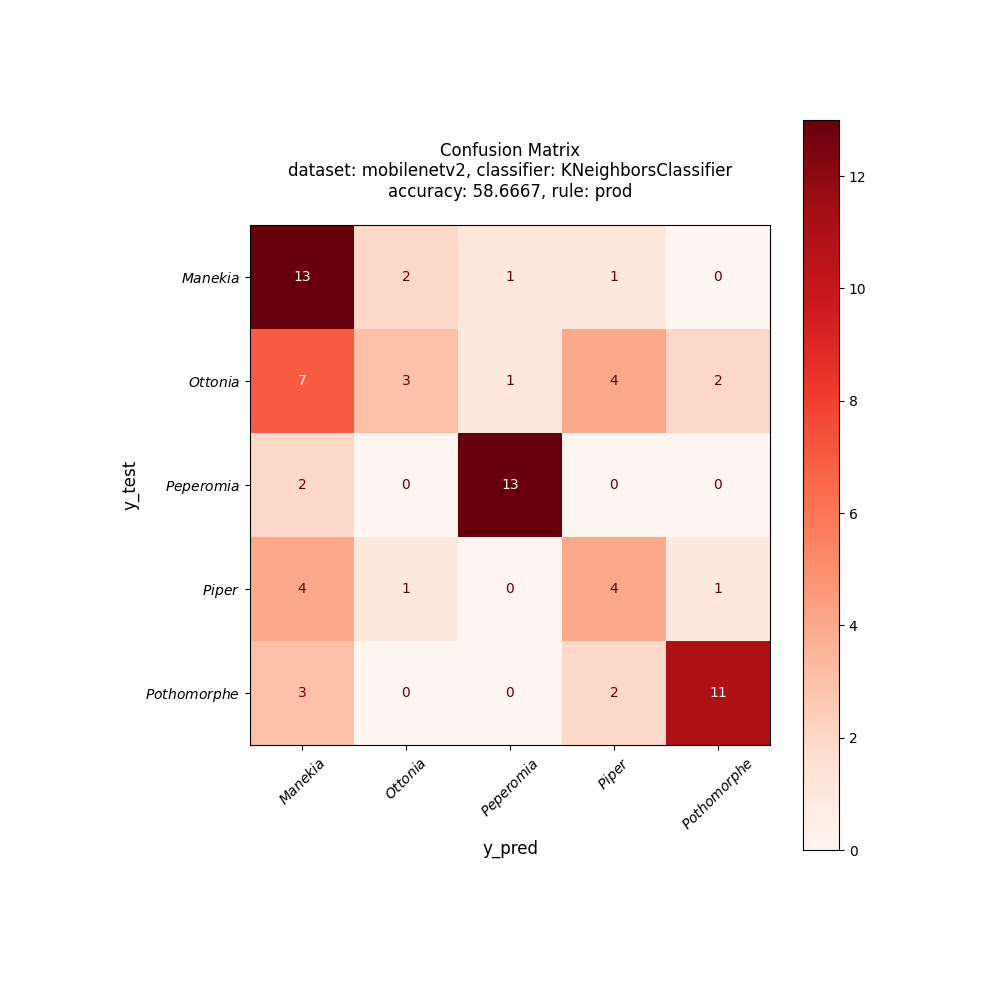 Confusion Matrix
dataset: mobilenetv2, classifier: KNeighborsClassifier
accuracy: 58.6667, rule: prod
Manekia 13 2 1 1 0
Ottonia 7 3 1 4 2
Peperomia 2 0 13 0 0
Piper 4 1 0 4 1
Pothomorphe 3 0 0 2 11
Manekia Ottonia Peperomia Piper Pothomorphe
y_pred
y_test
12
10
8
6
4
2
0